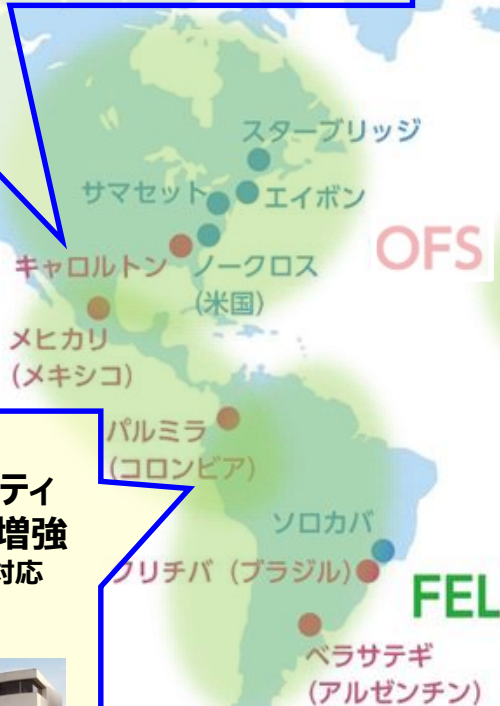 スターブリッジ
サマセット
エイボン
OFS
キャロルトン
ノークロス
(米国)
メヒカリ
(メキシコ)
パルミラ
(コロンビア)
ティ
増強
対応
ソロカバ
クリチバ (ブラジル)
FEL
ベラサテギ
(アルゼンチン)